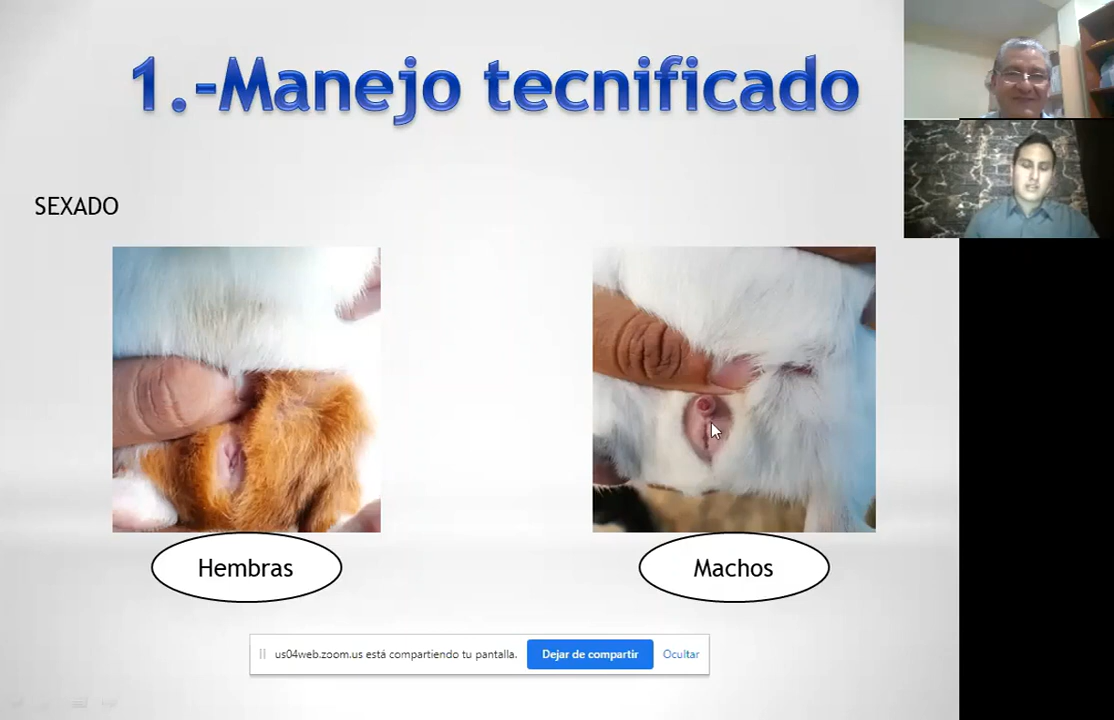 1.-Manejo tecnificado
SEXADO
Hembras
Machos
us04web.zoom.us está compartiendo tu pantalla.
Dejar de compartir
Ocultar